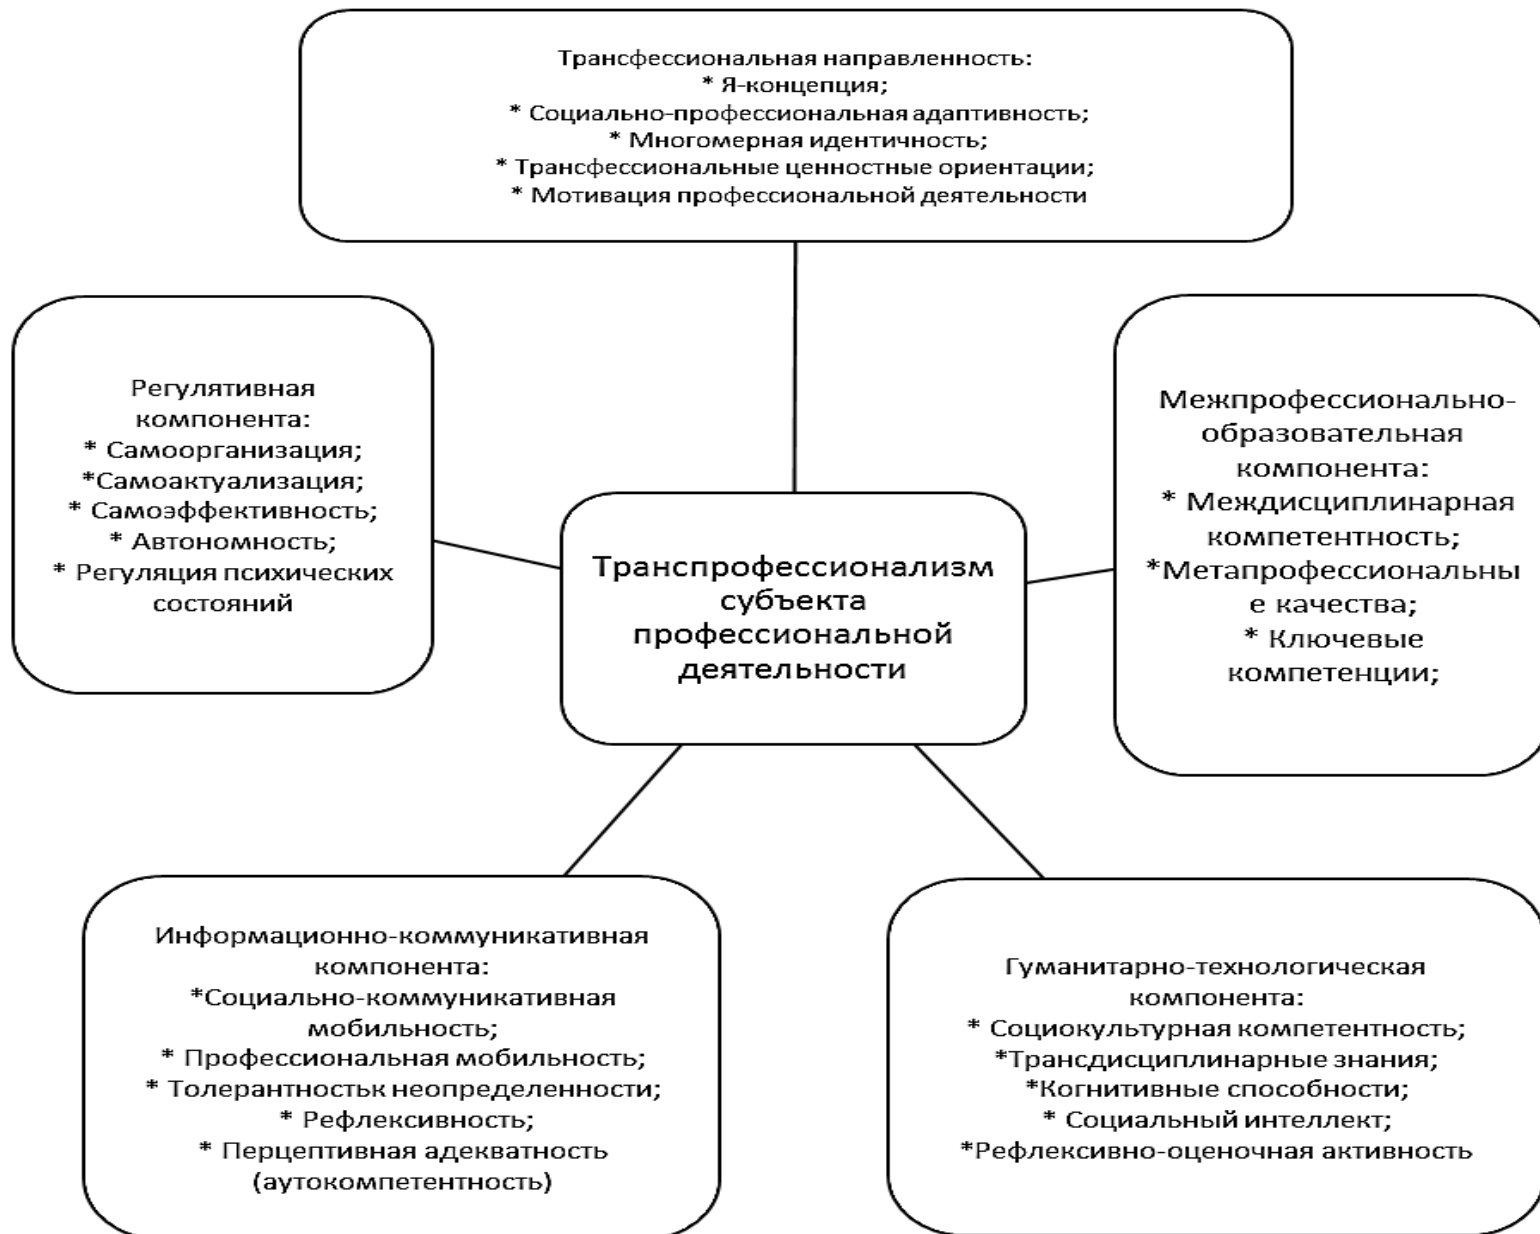 Трансфессиональная направленность:
* Я-концепция;
* Социально-профессиональная адаптивность;
* Многомерная идентичность;
* Трансфессиональные ценностные ориентации;
* Мотивация профессиональной деятельности
Регулятивная
компонента:
* Самоорганизация;
*Самоактуализация;
* Самоэффективность;
* Автономность;
* Регуляция психических
состояний
Межпрофессионально-
образовательная
компонента:
* Междисциплинарная
компетентность;
*Метапрофессиональны
е качества;
* Ключевые
компетенции;
Транспрофессионализм
субъекта
профессиональной
деятельности
Информационно-коммуникативная
компонента:
*Социально-коммуникативная
мобильность;
* Профессиональная мобильность;
* Толерантностьк неопределенности;
* Рефлексивность;
* Перцептивная адекватность
(аутокомпетентность)
Гуманитарно-технологическая
компонента:
* Социокультурная компетентность;
*Трансдисциплинарные знания;
*Когнитивные способности;
* Социальный интеллект;
*Рефлексивно-оценочная активность